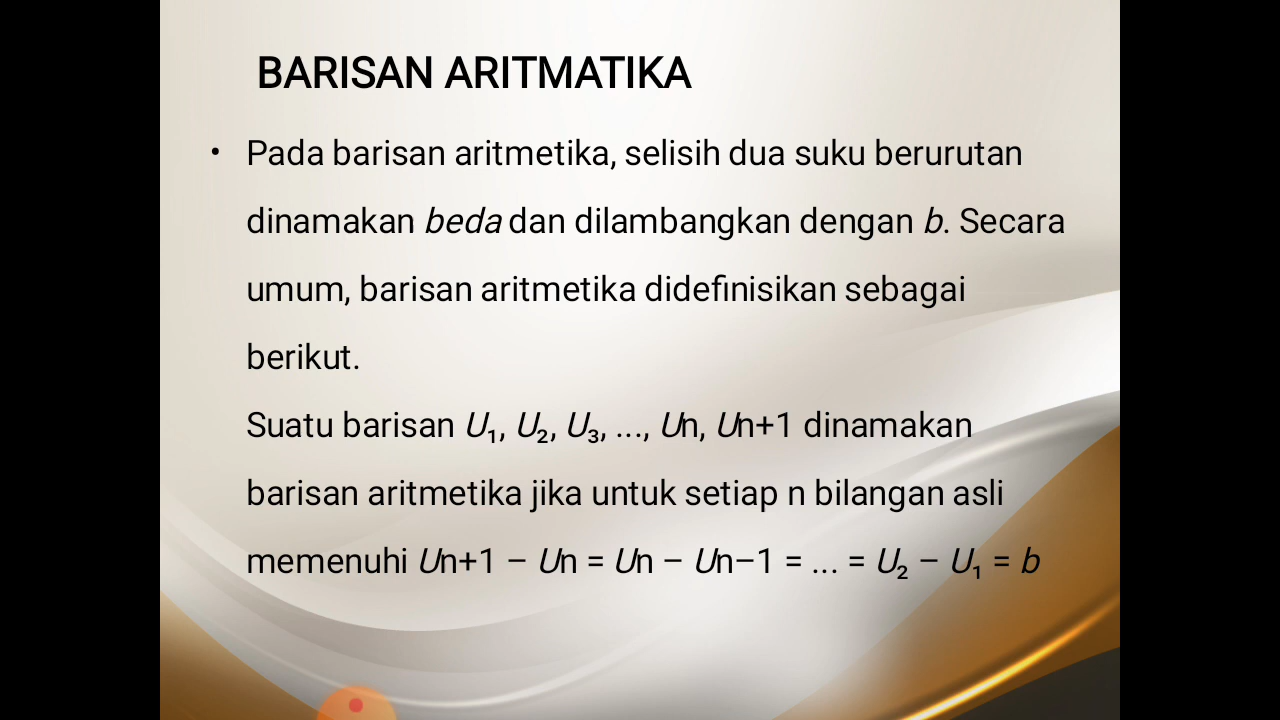 BARISAN ARITMATIKA
• Pada barisan aritmetika, selisih dua suku berurutan
dinamakan beda dan dilambangkan dengan b. Secara
umum, barisan aritmetika didefinisikan sebagai
berikut.
Suatu barisan U₁, U₂, U₃, ..., Un, Un+1 dinamakan
barisan aritmetika jika untuk setiap n bilangan asli
memenuhi Un+1 – Un = Un – Un–1 = ... = U₂ – U₁ = b